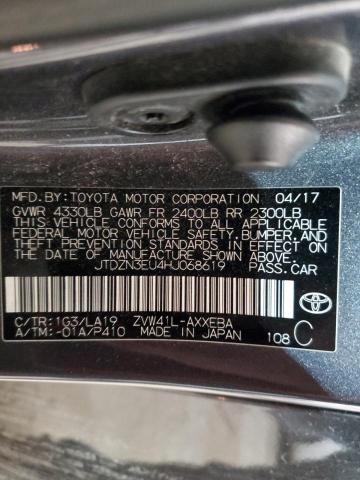 MFD.BY:TOYOTA MOTOR CORPORATION 04/17
GVWR 4330LB GAWR FR 2400LB RR 2300LB
THIS VEHICLE CONFORMS TO ALL APPLICABLE
FEDERAL MOTOR VEHICLE SAFETY, BUMPER, AND
THEFT PREVENTION STANDARDS IN EFFECT ON
THE DATE OF MANUFACTURE SHOWN ABOVE.
JTDZN3EU4HJ068619 PASS.CAR
C/TR:1G3/LA19 ZVW41L-AXXEBA
A/TM:-01A/P410 MADE IN JAPAN 108 C